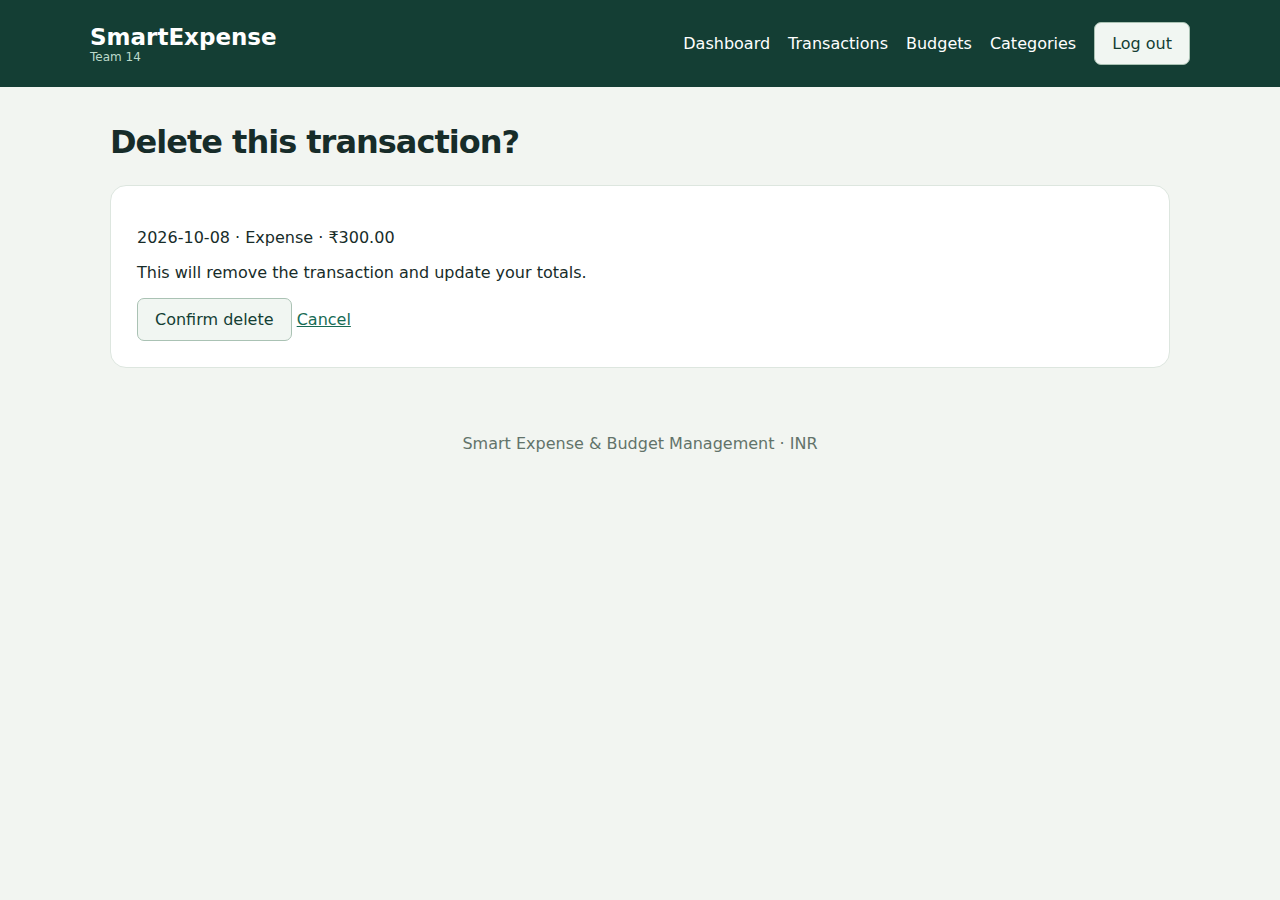 SmartExpense
Team 14
Dashboard Transactions Budgets Categories Log out
Delete this transaction?
2026-10-08 · Expense · ₹300.00
This will remove the transaction and update your totals.
Confirm delete Cancel
Smart Expense & Budget Management · INR